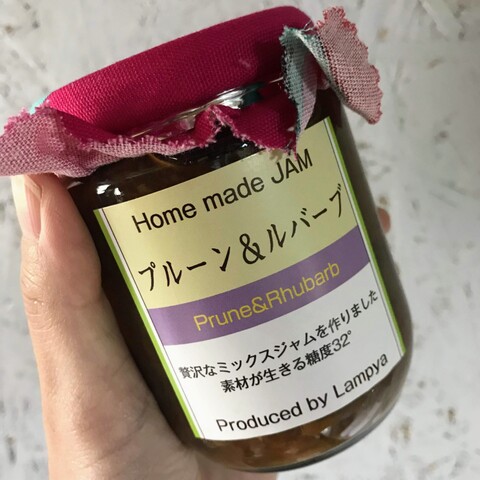 Home made JAM
プルーン&ルバーブ
Prune&Rhubarb
贅沢なミックスジャムを作りました
素材が生きる糖度32°
Produced by Lampya